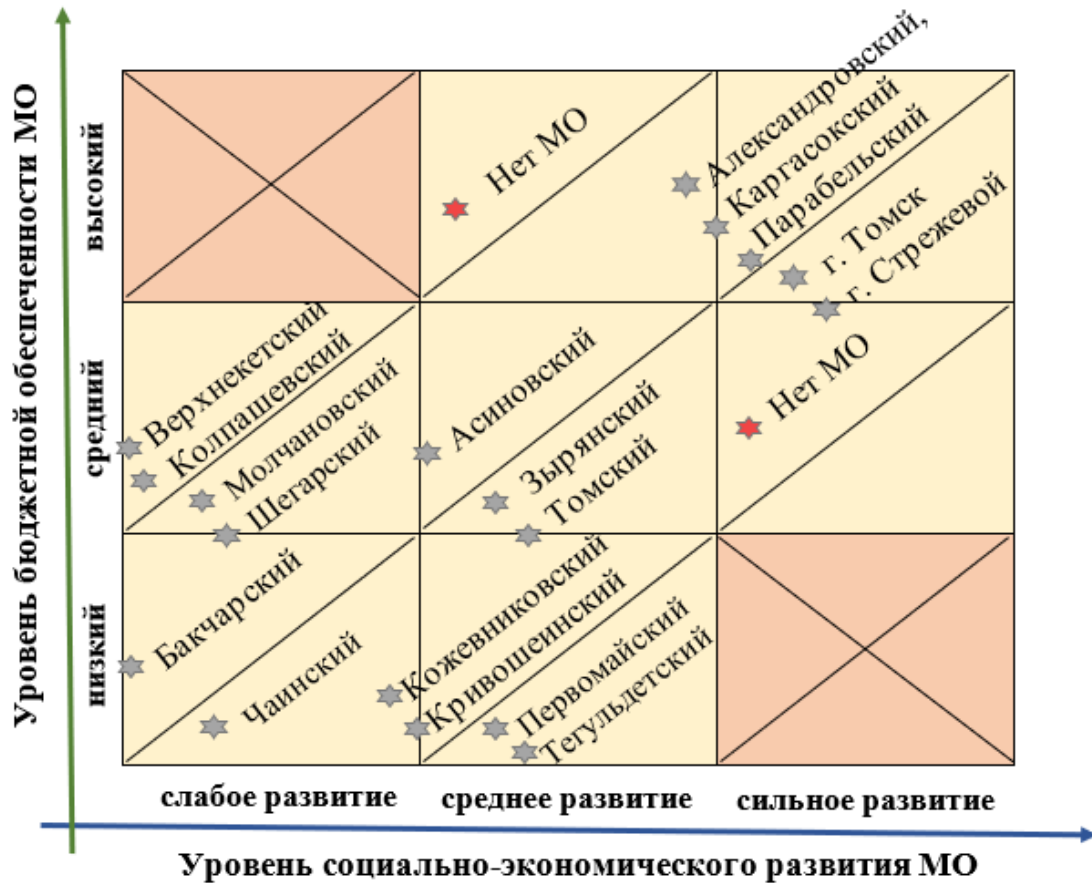 Уровень бюджетной обеспеченности МО
высокий
Нет МО
Александровский,
Каргасокский
Парабельский
г. Томск
г. Стрежевой
средний
Верхнекетский
Колпашевский
Молчановский
Шегарский
Асиновский
Зырянский
Томский
Нет МО
низкий
Бакчарский
Чаинский
Кожевниковский
Кривошеинский
Первомайский
Тегульдетский
слабое развитие
среднее развитие
сильное развитие
Уровень социально-экономического развития МО